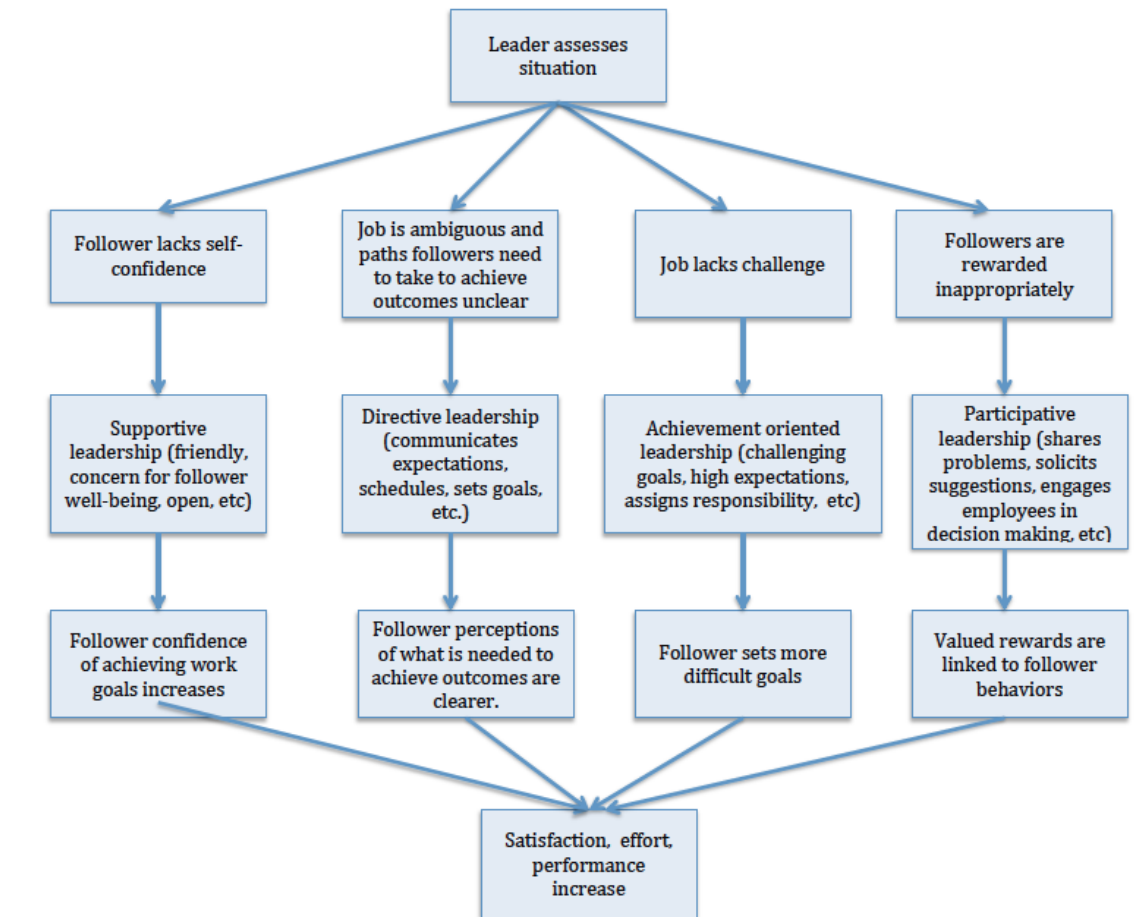 Leader assesses
situation
Follower lacks self-
confidence
Job is ambiguous and
paths followers need
to take to achieve
outcomes unclear
Job lacks challenge
Followers are
rewarded
inappropriately
Supportive
leadership (friendly,
concern for follower
well-being, open, etc)
Directive leadership
(communicates
expectations,
schedules, sets goals,
etc.)
Achievement oriented
leadership (challenging
goals, high expectations,
assigns responsibility, etc)
Participative
leadership (shares
problems, solicits
suggestions, engages
employees in
decision making, etc)
Follower confidence
of achieving work
goals increases
Follower perceptions
of what is needed to
achieve outcomes are
clearer.
Follower sets more
difficult goals
Valued rewards are
linked to follower
behaviors
Satisfaction, effort,
performance
increase